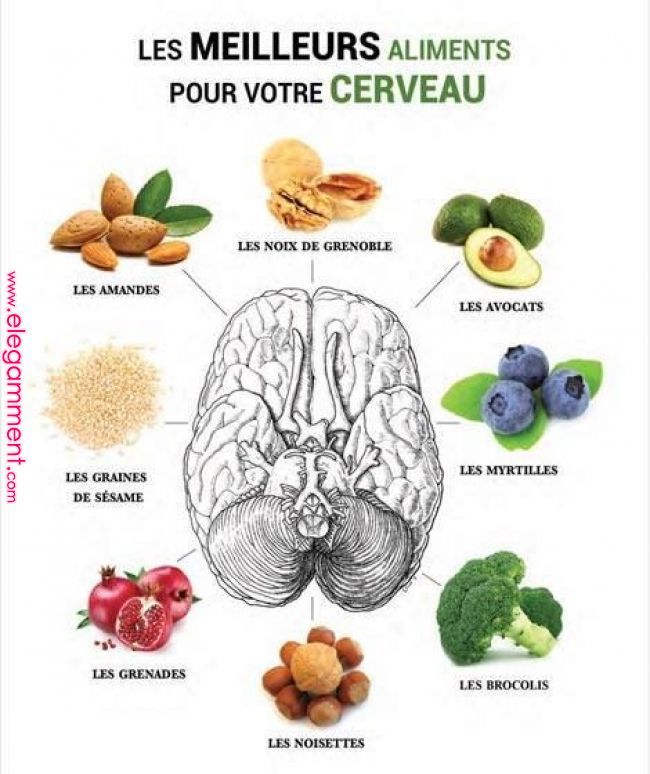 LES MEILLEURS ALIMENTS
POUR VOTRE CERVEAU
LES NOIX DE GRENOBLE
LES AMANDES
LES AVOCATS
LES GRAINES
DE SÉSAME
LES MYRTILLES
LES GRENADES
LES BROCOLIS
LES NOISETTES
www.elegamment.com